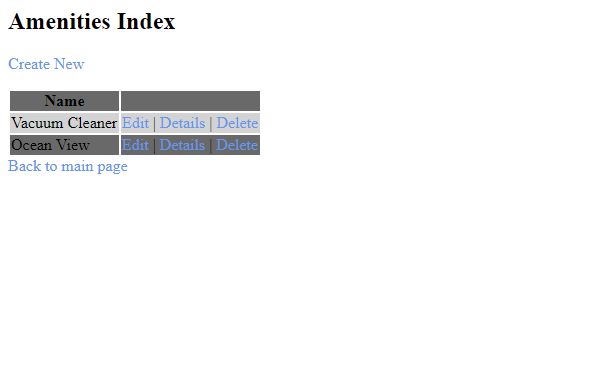 Amenities Index
Create New
Name
Vacuum Cleaner Edit | Details | Delete
Ocean View Edit | Details | Delete
Back to main page